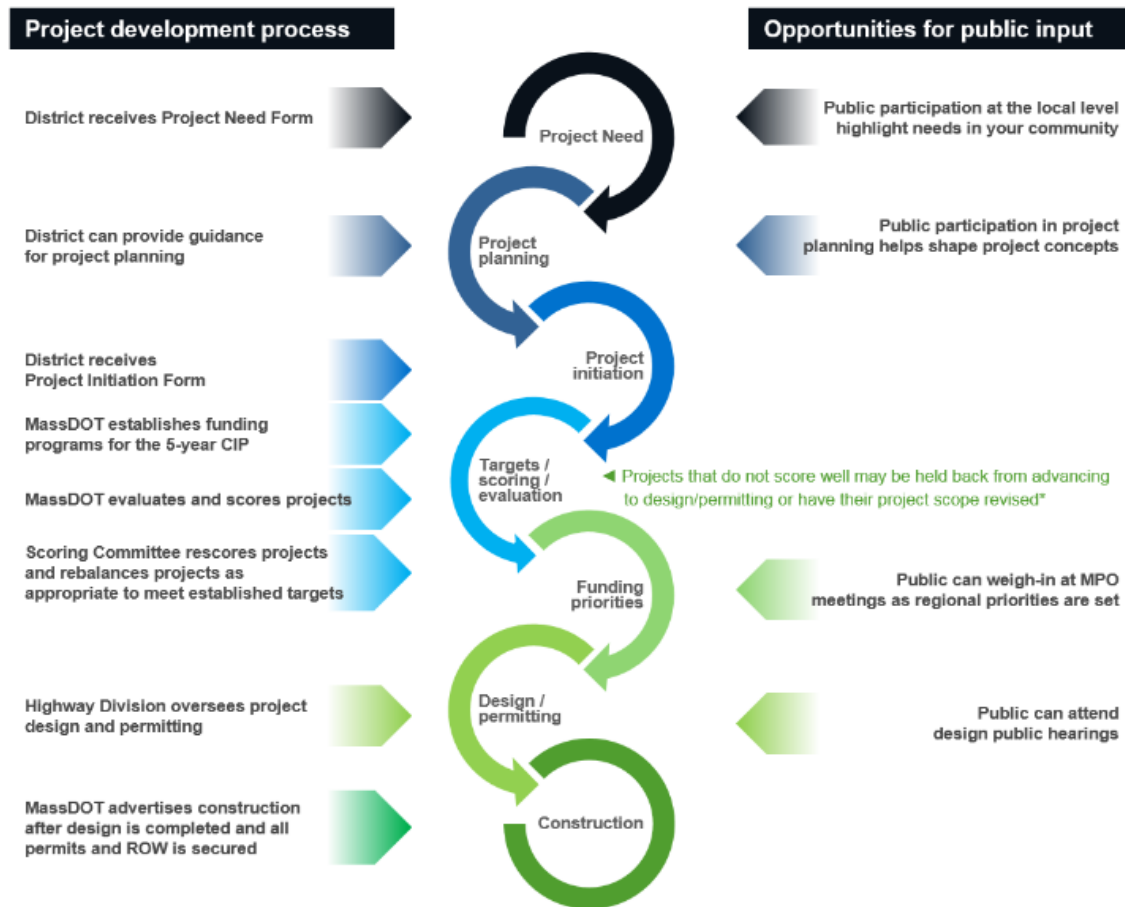 Project development process
Opportunities for public input
District receives Project Need Form
Project Need
Public participation at the local level
highlight needs in your community
District can provide guidance
for project planning
Project
planning
Public participation in project
planning helps shape project concepts
District receives
Project Initiation Form
Project
initiation
MassDOT establishes funding
programs for the 5-year CIP
MassDOT evaluates and scores projects
Targets /
scoring /
evaluation
◄ Projects that do not score well may be held back from advancing
to design/permitting or have their project scope revised*
Scoring Committee rescores projects
and rebalances projects as
appropriate to meet established targets
Funding
priorities
Public can weigh-in at MPO
meetings as regional priorities are set
Highway Division oversees project
design and permitting
Design /
permitting
Public can attend
design public hearings
MassDOT advertises construction
after design is completed and all
permits and ROW is secured
Construction